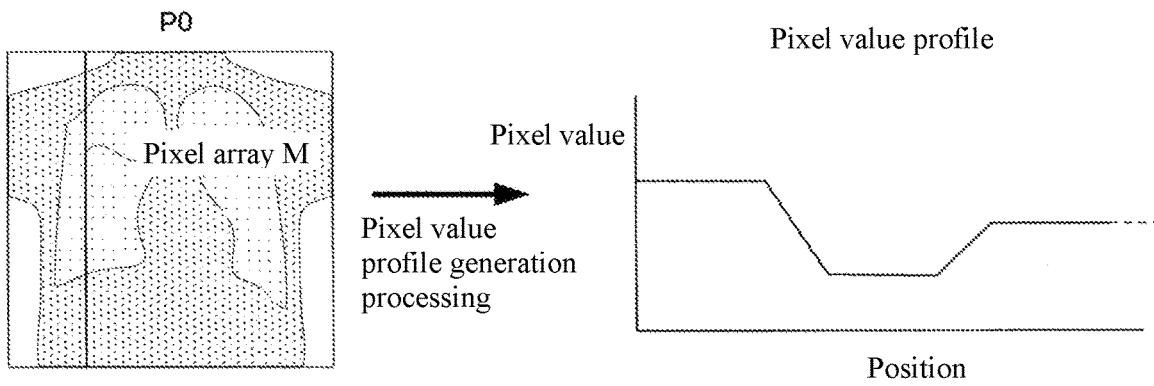 P0
Pixel array M
Pixel value
profile generation
processing
Pixel value profile
Pixel value
Position